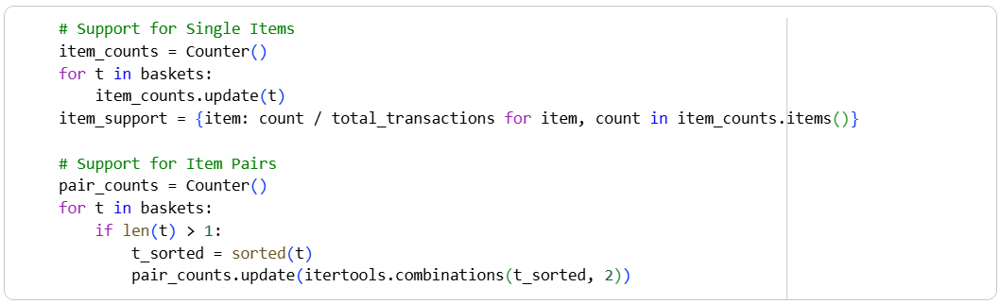 # Support for Single Items
item_counts = Counter()
for t in baskets:
    item_counts.update(t)
item_support = {item: count / total_transactions for item, count in item_counts.items()}

# Support for Item Pairs
pair_counts = Counter()
for t in baskets:
    if len(t) > 1:
        t_sorted = sorted(t)
        pair_counts.update(itertools.combinations(t_sorted, 2))